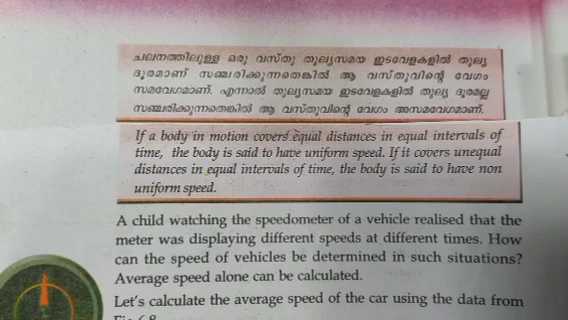 ചലനത്തിലുള്ള ഒരു വസ്തു തുല്യസമയ ഇടവേളകളിൽ തുല്യ
ദൂരമാണ് സഞ്ചരിക്കുന്നതെങ്കിൽ ആ വസ്തുവിന്റെ വേഗം
സമവേഗമാണ്. എന്നാൽ തുല്യസമയ ഇടവേളകളിൽ തുല്യ ദൂരമല്ല
സഞ്ചരിക്കുന്നതെങ്കിൽ ആ വസ്തുവിന്റെ വേഗം അസമവേഗമാണ്.
If a body in motion covers equal distances in equal intervals of
time, the body is said to have uniform speed. If it covers unequal
distances in equal intervals of time, the body is said to have non
uniform speed.
A child watching the speedometer of a vehicle realised that the
meter was displaying different speeds at different times. How
can the speed of vehicles be determined in such situations?
Average speed alone can be calculated.
Let's calculate the average speed of the car using the data from
Fig 6.8